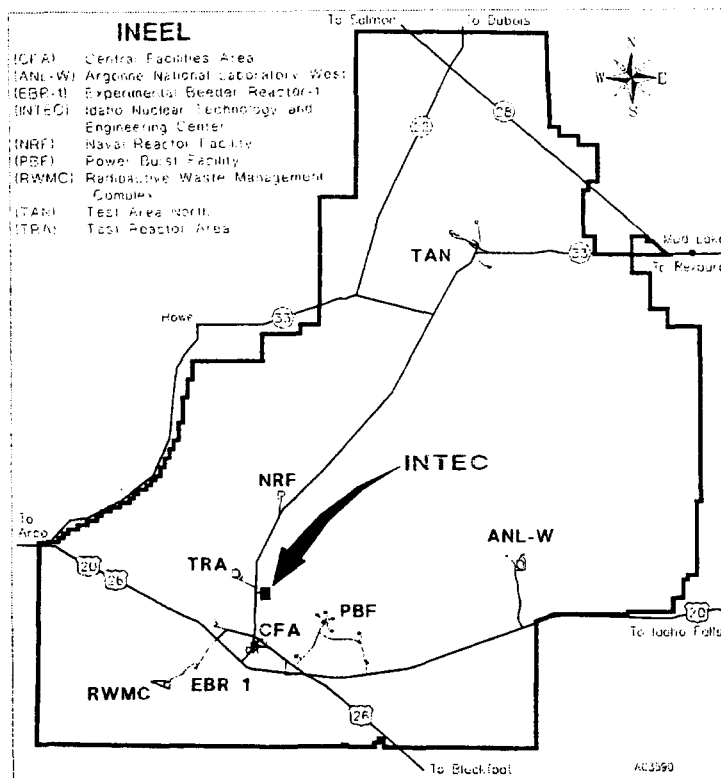 INEEL
To Salmon
To Dubois
(CFA) Central Facilities Area
(ANL-W) Argonne National Laboratory West
(EBR-1) Experimental Beeder Reactor-1
(INTEC) Idaho Nuclear Technology and
Engineering Center
(NRF) Naval Reactor Facility
(PBF) Power Burst Facility
(RWMC) Radioactive Waste Management
Complex
(TAN) Test Area North
(TRA) Test Reactor Area
N
W E
S
28
TAN
33
Mud Lake
To Rexburg
Howe
33
INTEC
NRF
To
Arco
ANL-W
20
26
TRA
PBF
20
CFA
To Idaho Falls
RWMC
EBR 1
26
To Blackfoot
AC3590